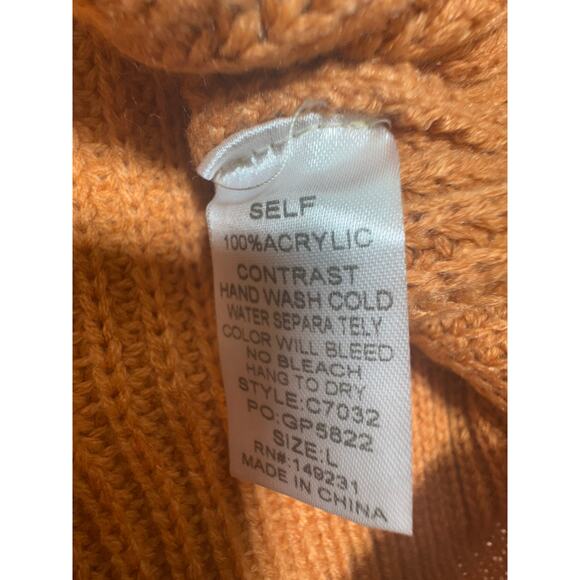 SELF
100%ACRYLIC
CONTRAST
HAND WASH COLD
WATER SEPARA TELY
COLOR WILL BLEED
NO BLEACH
HANG TO DRY
STYLE:C7032
PO:GP5822
SIZE:L
RN#:149231
MADE IN CHINA